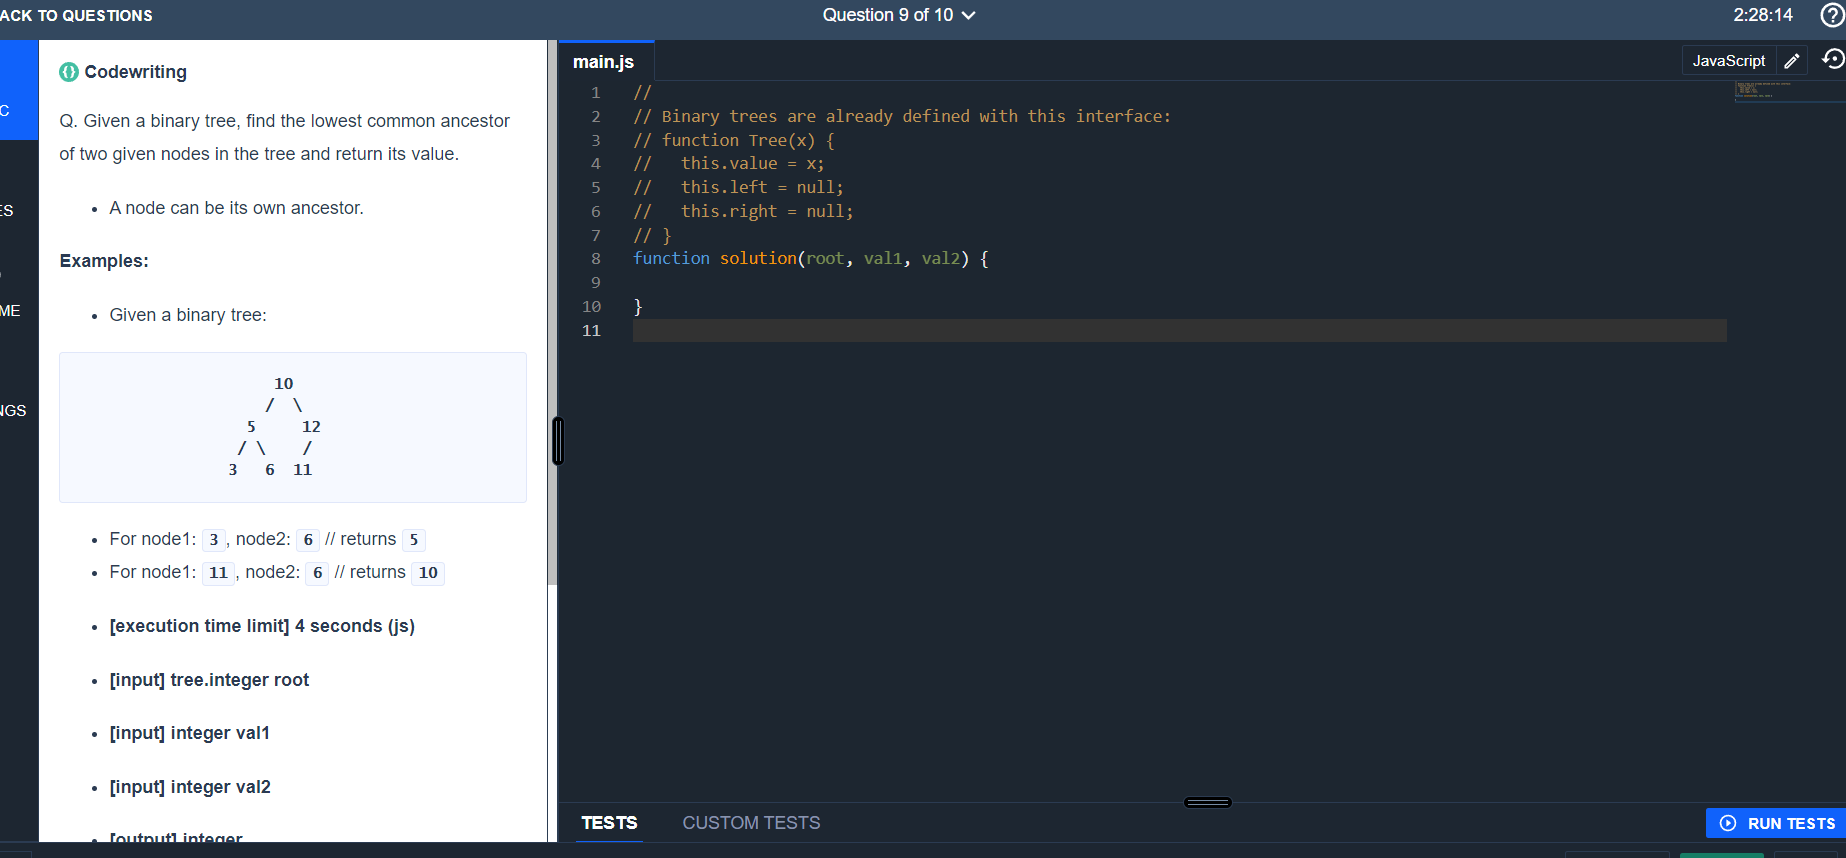 ACK TO QUESTIONS
Question 9 of 10
2:28:14
C
ES
ME
NGS
Codewriting
Q. Given a binary tree, find the lowest common ancestor
of two given nodes in the tree and return its value.
• A node can be its own ancestor.
Examples:
• Given a binary tree:
10
/ \
5 12
/ \ /
3 6 11
• For node1: 3 , node2: 6 // returns 5
• For node1: 11 , node2: 6 // returns 10
• [execution time limit] 4 seconds (js)
• [input] tree.integer root
• [input] integer val1
• [input] integer val2
• [output] integer
main.js
JavaScript
1 //
2 // Binary trees are already defined with this interface:
3 // function Tree(x) {
4 //   this.value = x;
5 //   this.left = null;
6 //   this.right = null;
7 // }
8 function solution(root, val1, val2) {
9
10 }
11
TESTS
CUSTOM TESTS
RUN TESTS